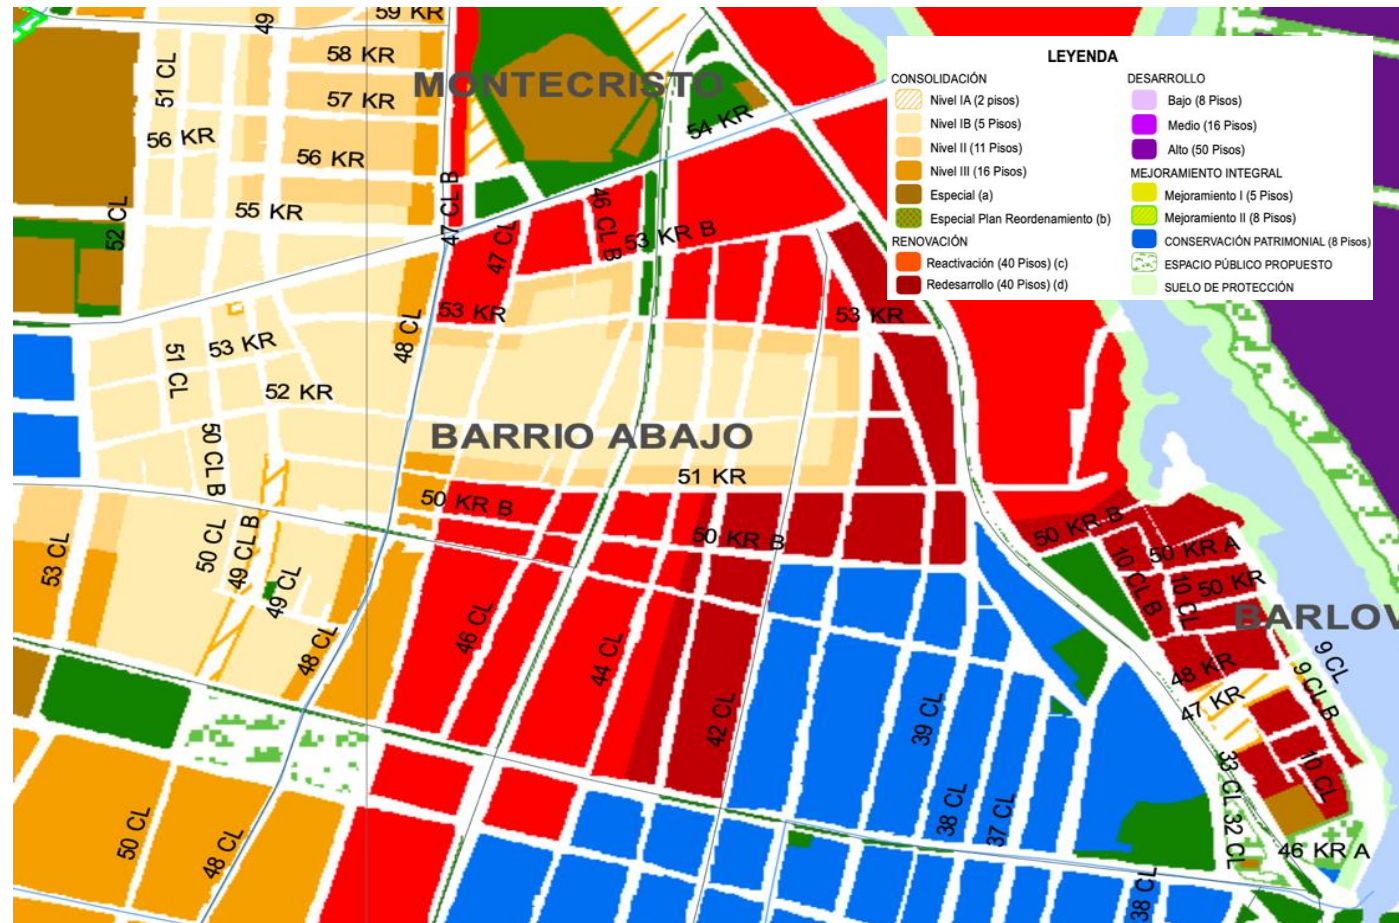 59 KR
49
58 KR
51 CL
MONTECRISTO
57 KR
54 KR
56 KR
56 KR
55 KR
52 CL
47 CL B
47 CL
46 CL B
53 KR B
53 KR
53 KR
48 CL
53 KR
51 CL
52 KR
BARRIO ABAJO
50 CL B
51 KR
50 KR B
50 KR B
50 KR B
50 KR A
50 CL
49 CL B
53 CL
49 CL
10 CL B
10 CL
50 KR
BARLOV
46 CL
44 CL
48 CL
9 CL
48 KR
9 CL B
47 KR
42 CL
39 CL
33 CL
10 CL
50 CL
48 CL
38 CL
37 CL
32 CL
46 KR A
38 CL
LEYENDA
CONSOLIDACIÓN
Nivel IA (2 pisos)
Nivel IB (5 Pisos)
Nivel II (11 Pisos)
Nivel III (16 Pisos)
Especial (a)
Especial Plan Reordenamiento (b)
RENOVACIÓN
Reactivación (40 Pisos) (c)
Redesarrollo (40 Pisos) (d)
DESARROLLO
Bajo (8 Pisos)
Medio (16 Pisos)
Alto (50 Pisos)
MEJORAMIENTO INTEGRAL
Mejoramiento I (5 Pisos)
Mejoramiento II (8 Pisos)
CONSERVACIÓN PATRIMONIAL (8 Pisos)
ESPACIO PÚBLICO PROPUESTO
SUELO DE PROTECCIÓN